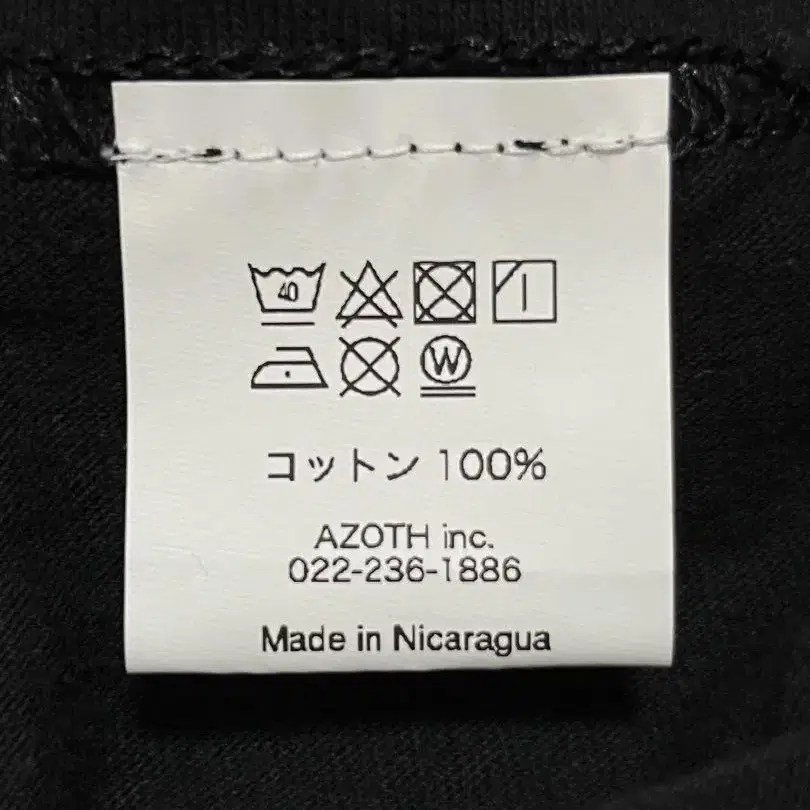 40
W
コットン 100%
AZOTH inc.
022-236-1886
Made in Nicaragua